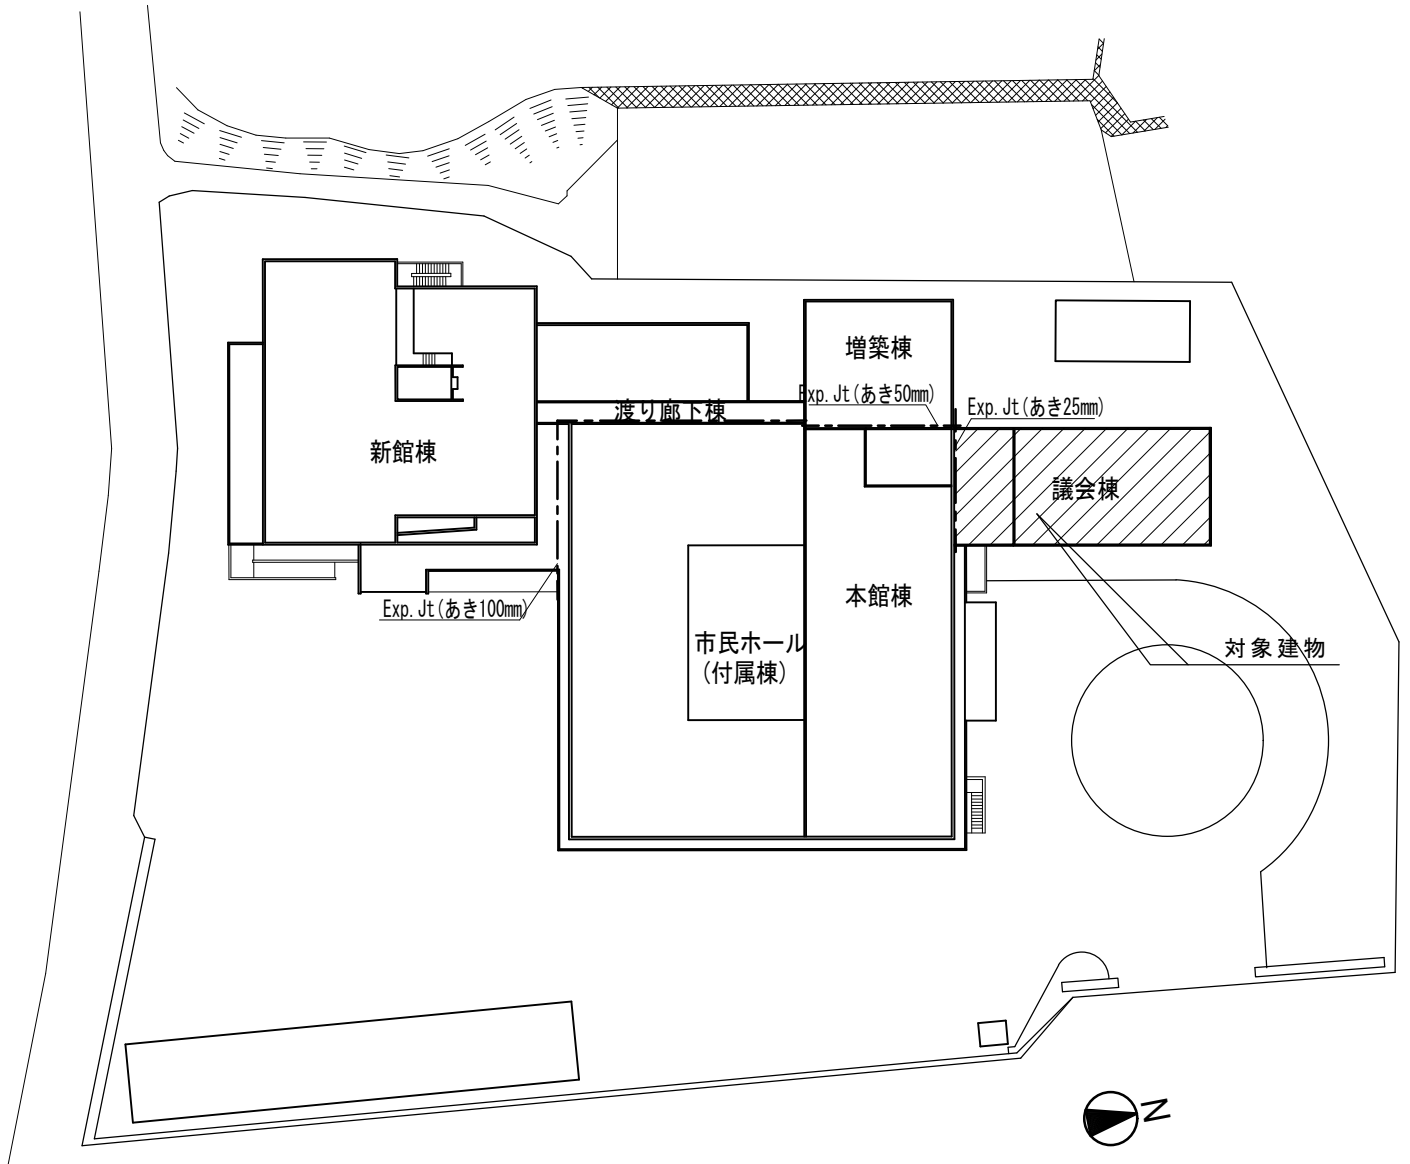 増築棟
Exp.Jt(あき50mm)
Exp.Jt(あき25mm)
渡り廊下棟
新館棟
議会棟
Exp.Jt(あき100mm)
本館棟
市民ホール
(付属棟)
対象建物
N